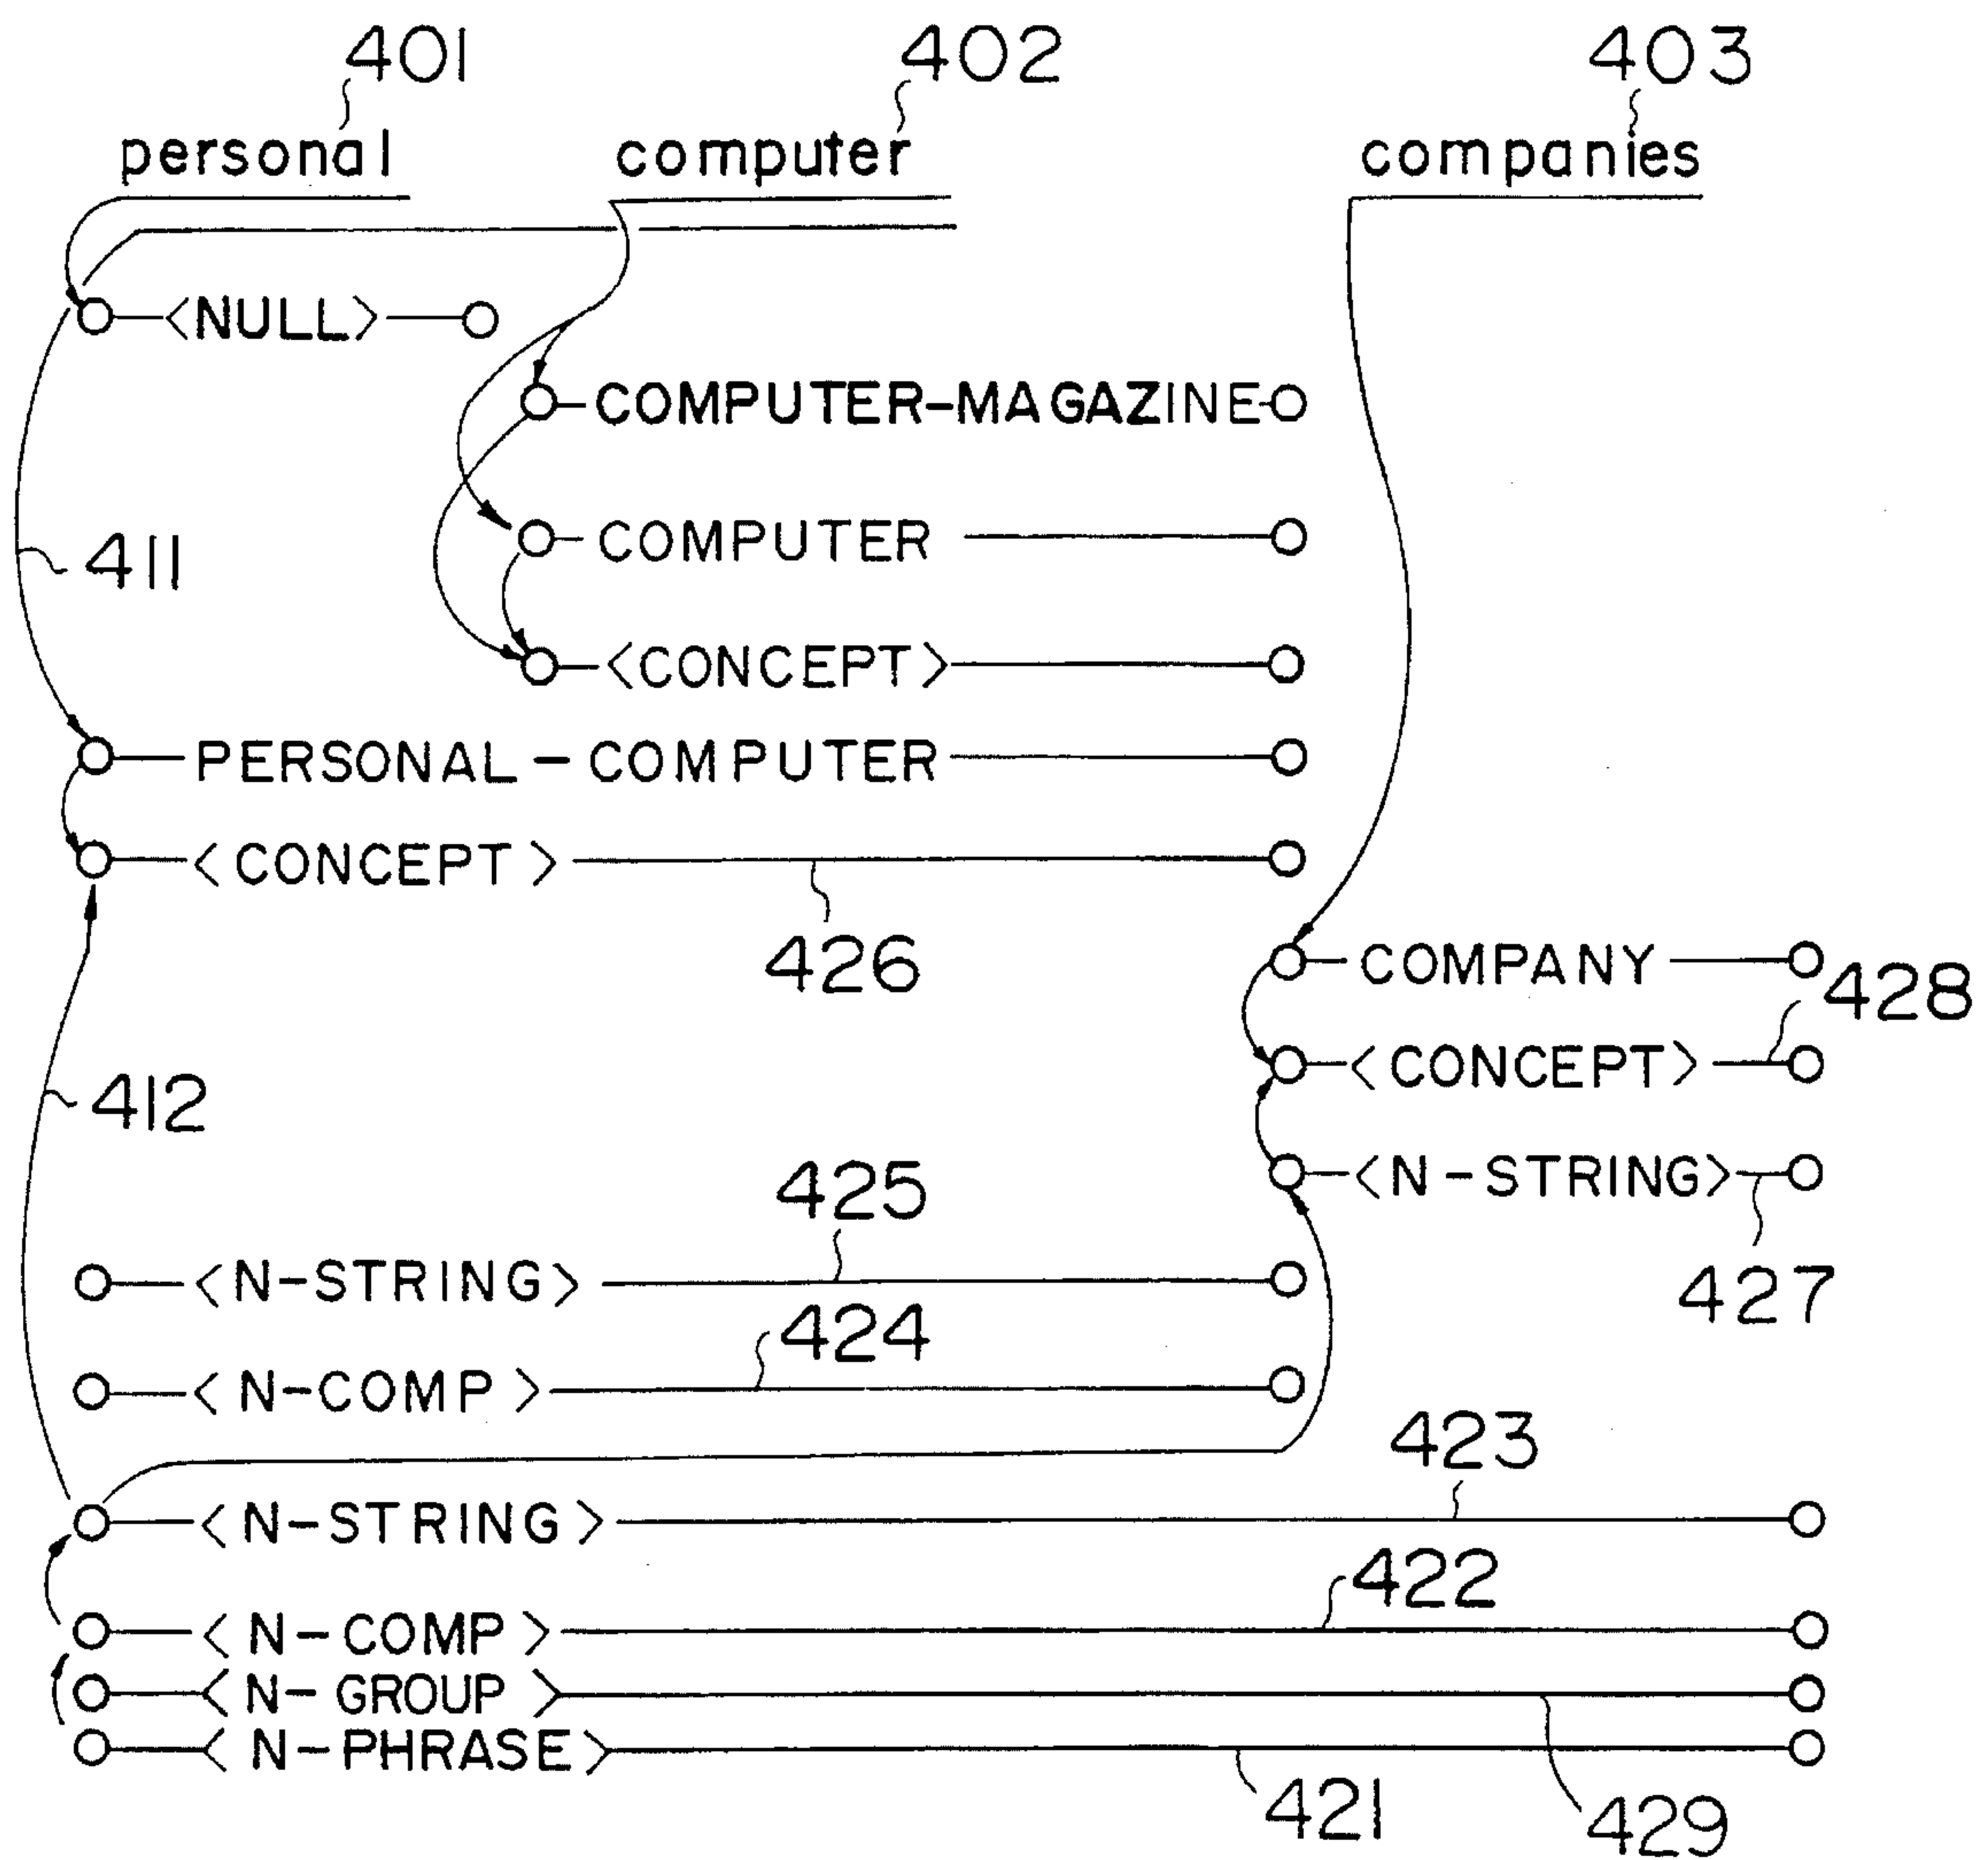 401 402 403
personal computer companies
<NULL>
COMPUTER-MAGAZINE
COMPUTER
411
<CONCEPT>
PERSONAL-COMPUTER
<CONCEPT>
426
COMPANY
428
<CONCEPT>
412
<N-STRING>
425
<N-STRING>
427
424
<N-COMP>
423
<N-STRING>
422
<N-COMP>
<N-GROUP>
<N-PHRASE>
421
429